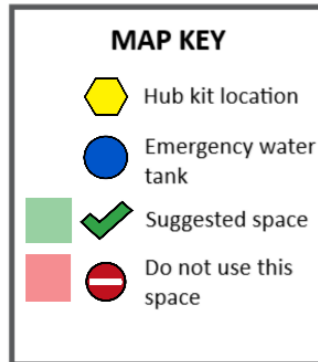 MAP KEY
Hub kit location
Emergency water
tank
Suggested space
Do not use this
space